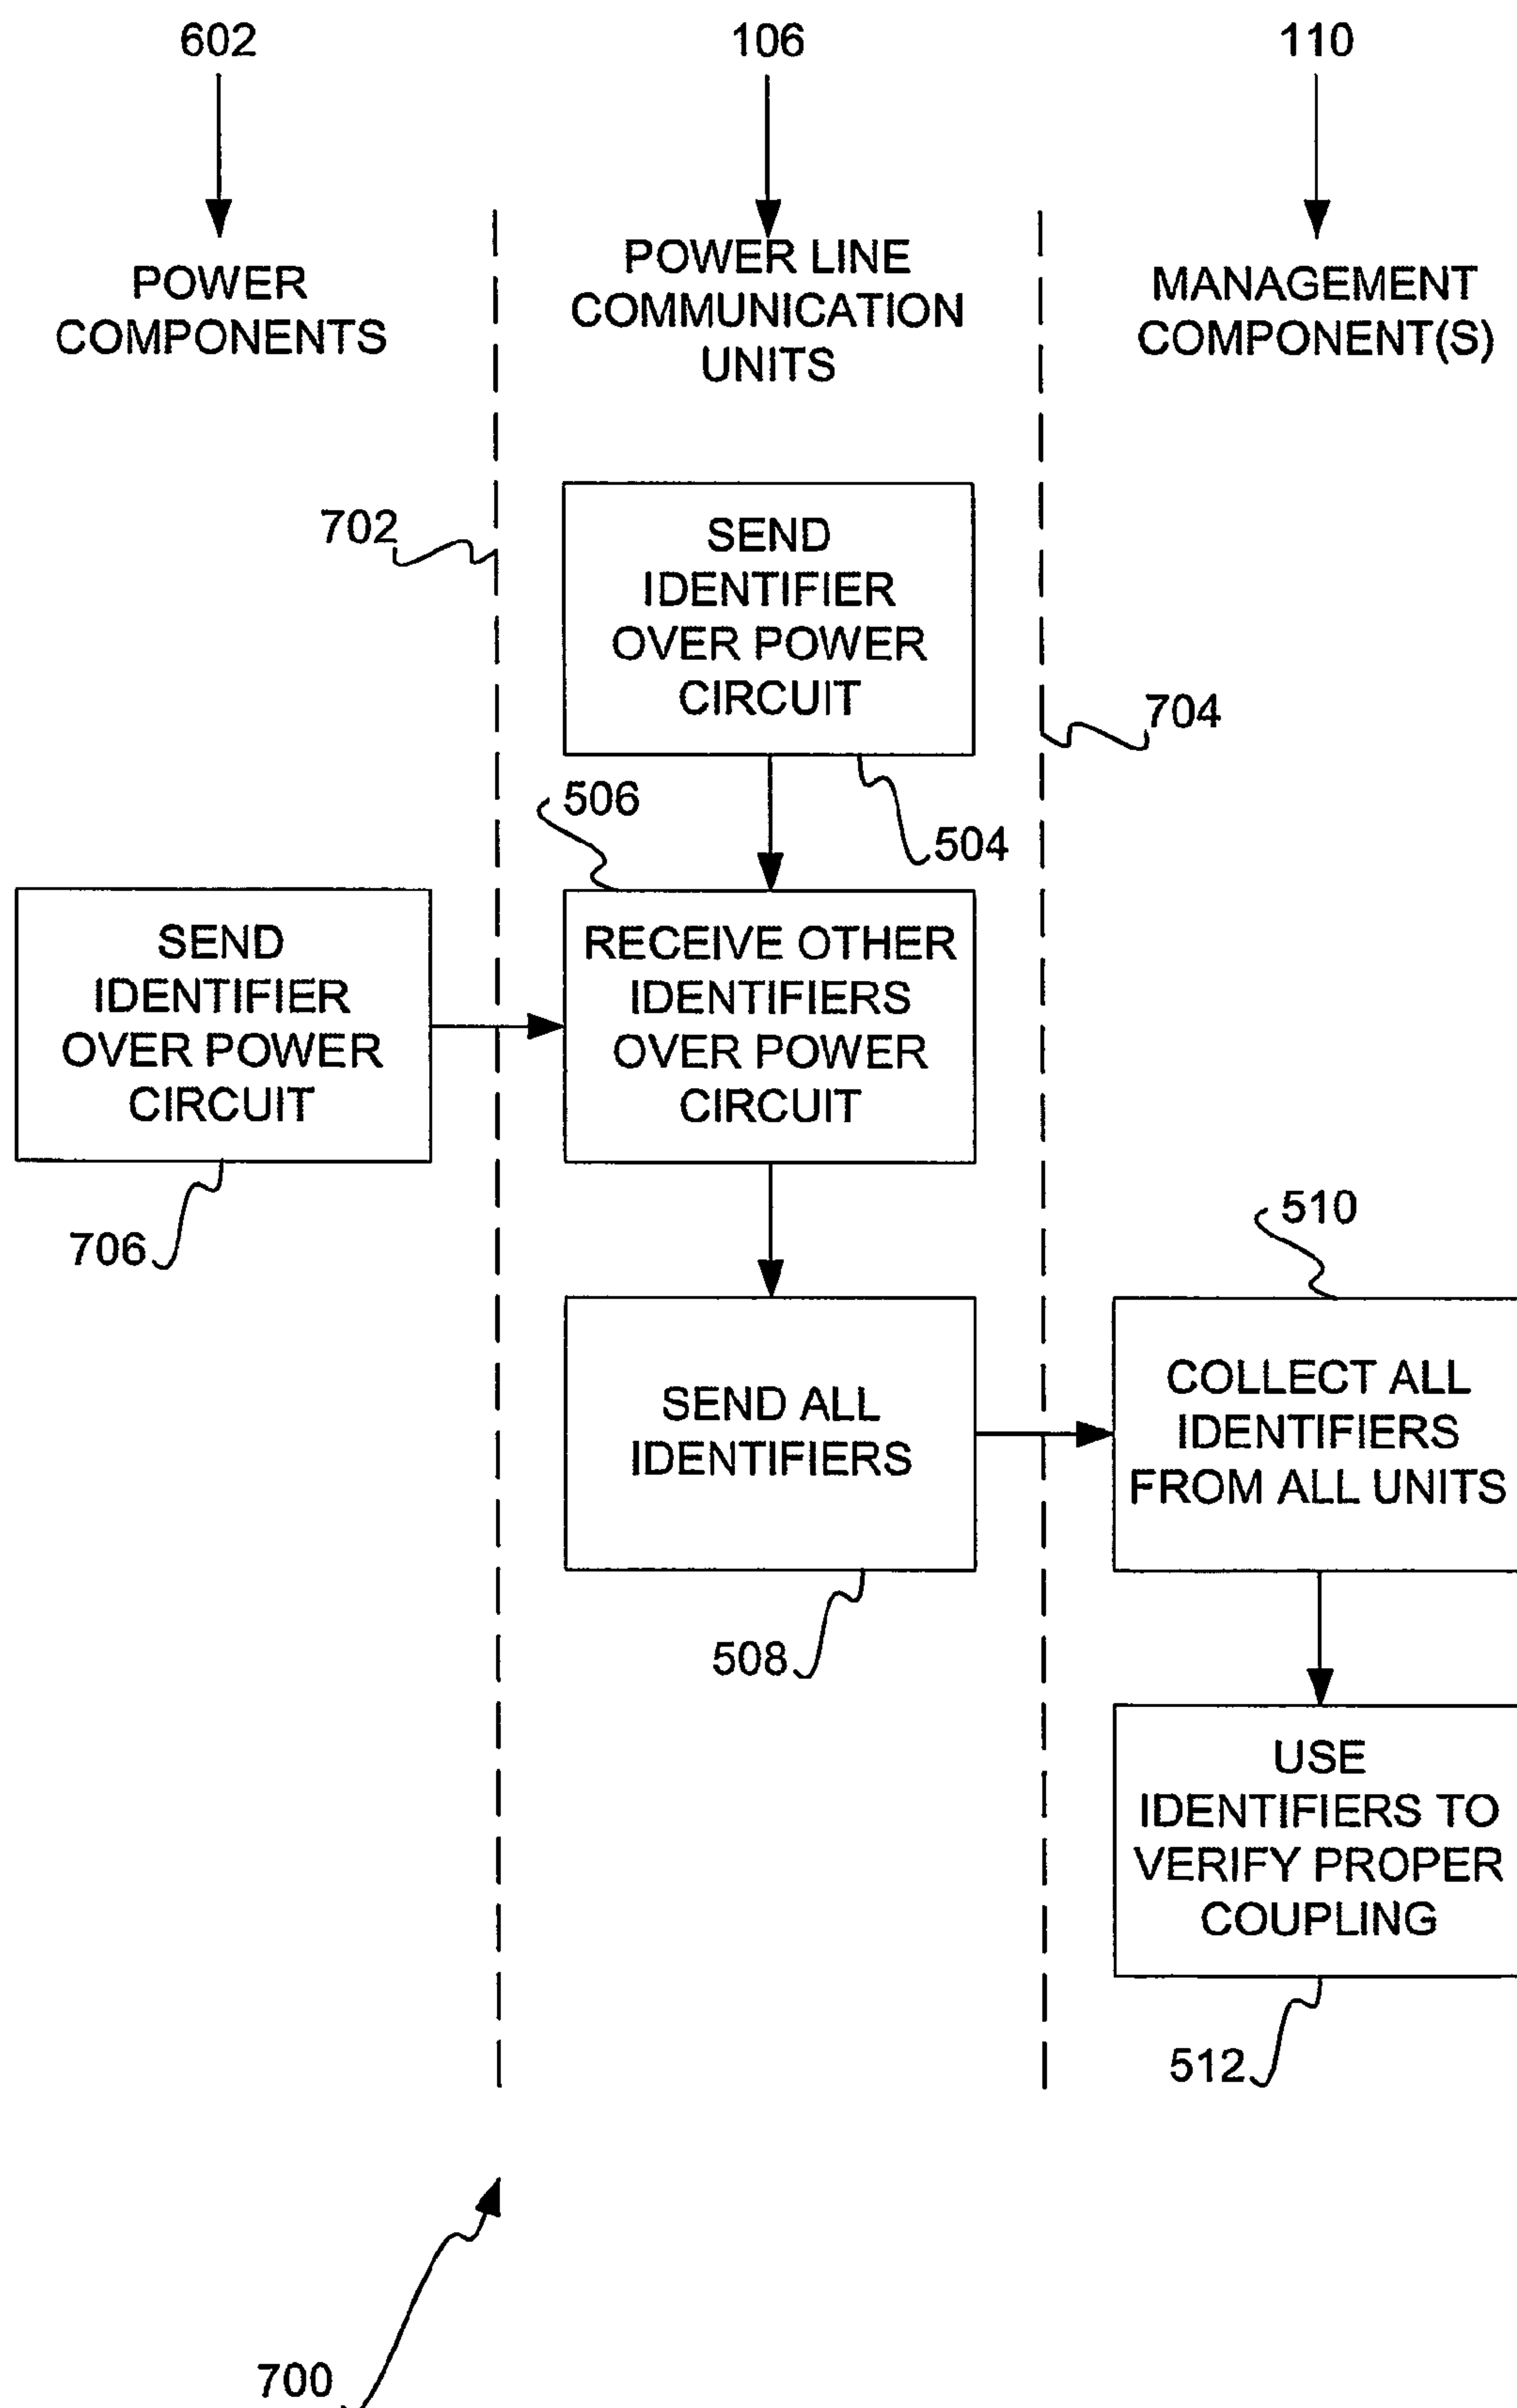 602
106
110
POWER
COMPONENTS
POWER LINE
COMMUNICATION
UNITS
MANAGEMENT
COMPONENT(S)
702
SEND
IDENTIFIER
OVER POWER
CIRCUIT
704
504
506
SEND
IDENTIFIER
OVER POWER
CIRCUIT
RECEIVE OTHER
IDENTIFIERS
OVER POWER
CIRCUIT
706
510
SEND ALL
IDENTIFIERS
COLLECT ALL
IDENTIFIERS
FROM ALL UNITS
508
USE
IDENTIFIERS TO
VERIFY PROPER
COUPLING
512
700